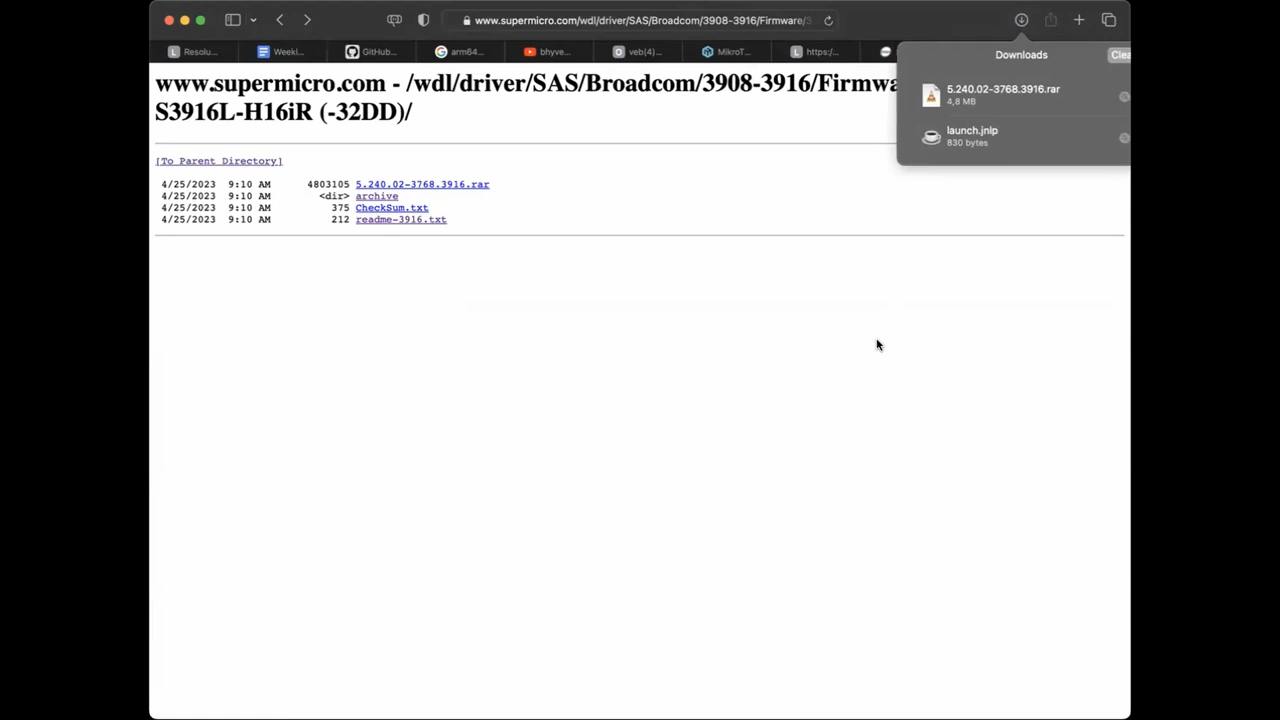 www.supermicro.com/wdl/driver/SAS/Broadcom/3908-3916/Firmware/3
Resolu...
Weekl...
GitHub...
arm64...
bhyve...
veb(4)...
MikroT...
https:/...
Downloads
Clea
5.240.02-3768.3916.rar
4,8 MB
launch.jnlp
830 bytes
www.supermicro.com - /wdl/driver/SAS/Broadcom/3908-3916/Firmwa
S3916L-H16iR (-32DD)/
[To Parent Directory]
4/25/2023 9:10 AM 4803105 5.240.02-3768.3916.rar
4/25/2023 9:10 AM <dir> archive
4/25/2023 9:10 AM 375 CheckSum.txt
4/25/2023 9:10 AM 212 readme-3916.txt